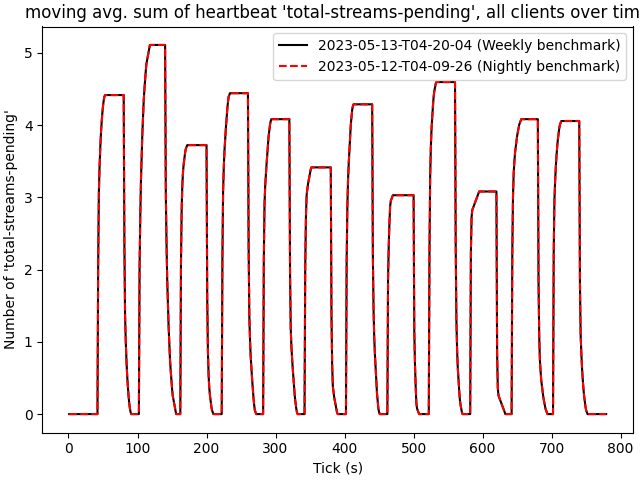 moving avg. sum of heartbeat 'total-streams-pending', all clients over tim
2023-05-13-T04-20-04 (Weekly benchmark)
2023-05-12-T04-09-26 (Nightly benchmark)
Number of 'total-streams-pending'
5
4
3
2
1
0
0 100 200 300 400 500 600 700 800
Tick (s)